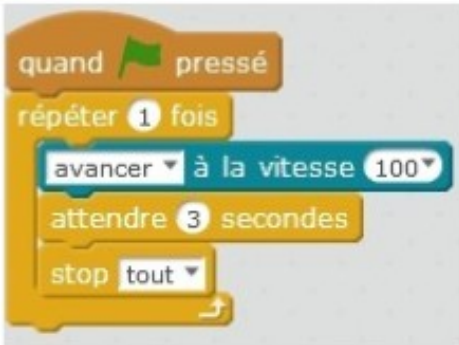 quand pressé
répéter 1 fois
avancer à la vitesse 100
attendre 3 secondes
stop tout